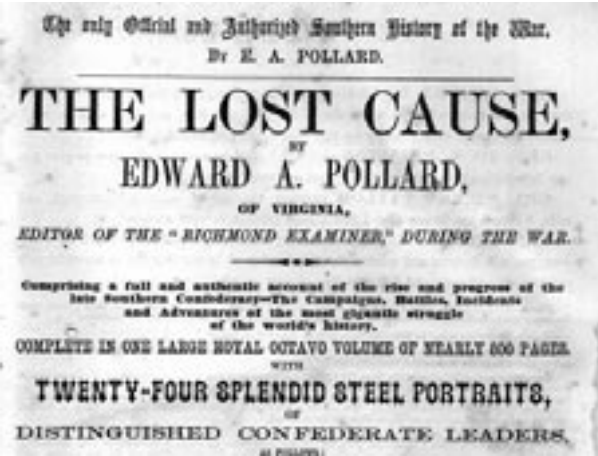 The only Official and Authorized Southern History of the War.
BY E. A. POLLARD.
THE LOST CAUSE,
BY
EDWARD A. POLLARD,
OF VIRGINIA,
EDITOR OF THE "RICHMOND EXAMINER," DURING THE WAR.
Comprising a full and authentic account of the rise and progress of the
late Southern Confederacy—The Campaigns, Battles, Incidents
and Adventures of the most gigantic struggle
of the world's history.
COMPLETE IN ONE LARGE ROYAL OCTAVO VOLUME OF NEARLY 800 PAGES.
WITH
TWENTY-FOUR SPLENDID STEEL PORTRAITS,
OF
DISTINGUISHED CONFEDERATE LEADERS,
AS FOLLOWS: